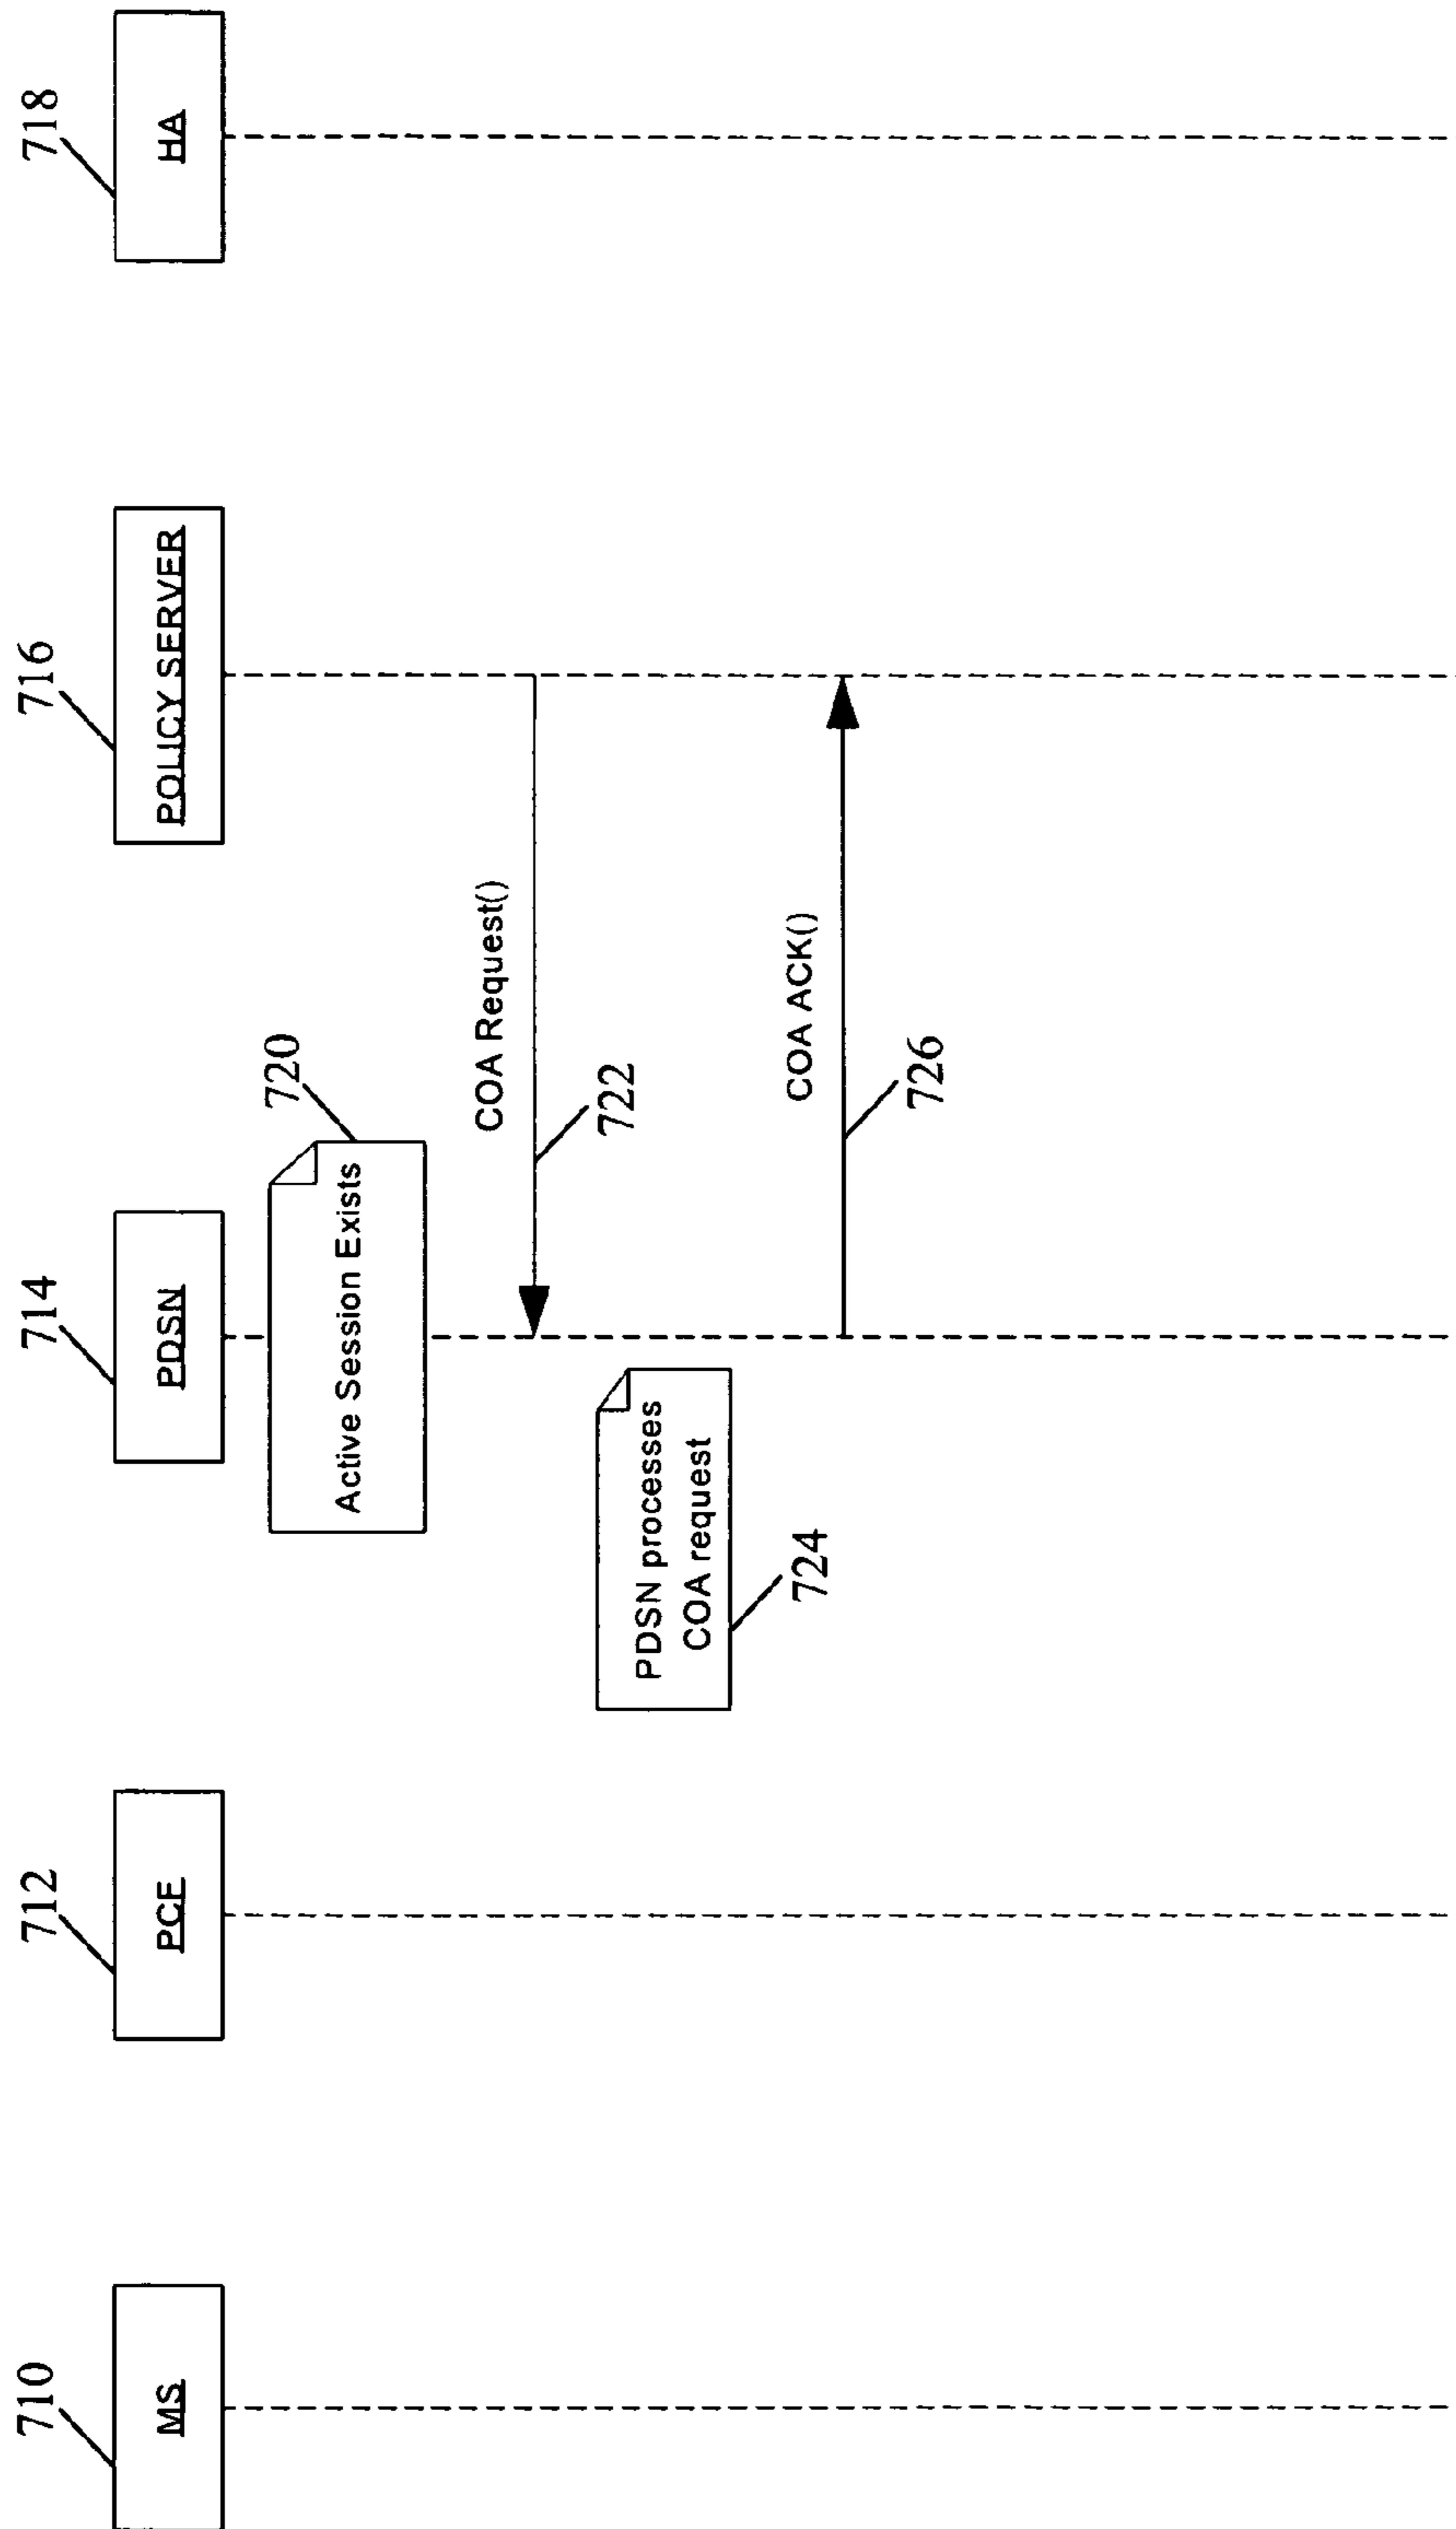 710
712
714
716
718
MS
PCF
PDSN
POLICY SERVER
HA
720
Active Session Exists
COA Request()
722
PDSN processes
COA request
724
COA ACK()
726